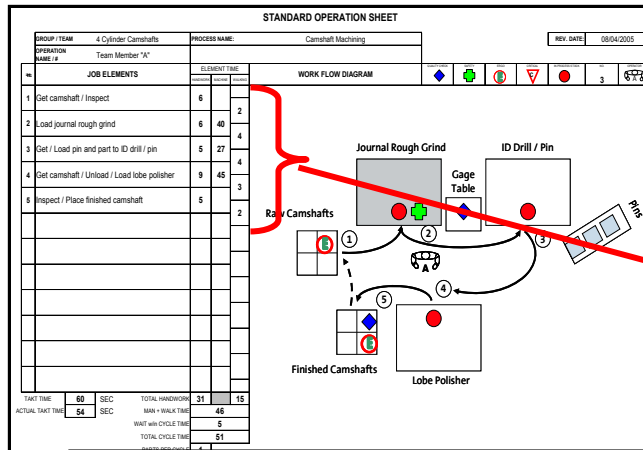 STANDARD OPERATION SHEET
GROUP / TEAM 4 Cylinder Camshafts PROCESS NAME: Camshaft Machining REV. DATE: 08/04/2005
OPERATION NAME / # Team Member "A"
JOB ELEMENTS ELEMENT TIME WORK FLOW DIAGRAM
HANDWORK MACHINE WALKING
3
1 Get camshaft / Inspect 6
2
2 Load journal rough grind 6 40
4
3 Get / Load pin and part to ID drill / pin 5 27
4
4 Get camshaft / Unload / Load lobe polisher 9 45
3
5 Inspect / Place finished camshaft 5
2
Journal Rough Grind
ID Drill / Pin
Gage Table
Pins
Raw Camshafts
E
1
2
3
A
4
5
E
Finished Camshafts
Lobe Polisher
TAKT TIME 60 SEC TOTAL HANDWORK 31 15
ACTUAL TAKT TIME 54 SEC MAN + WALK TIME 46
WAIT w/in CYCLE TIME 5
TOTAL CYCLE TIME 51